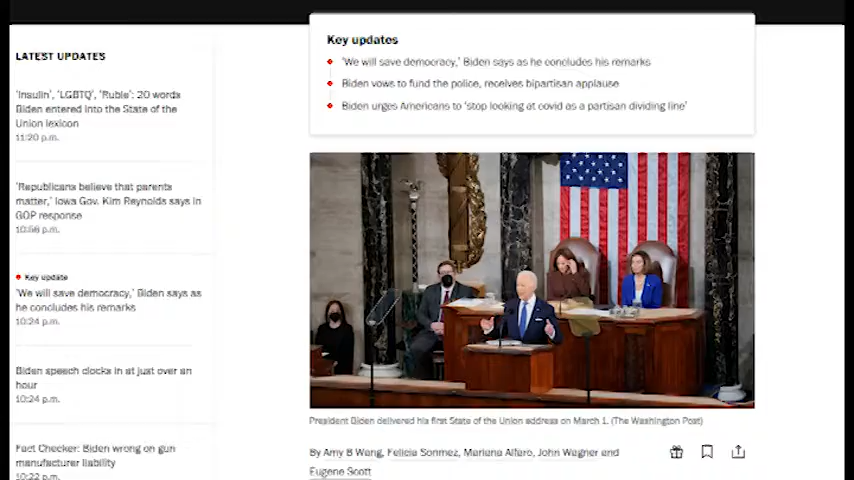 LATEST UPDATES
'Insulin', 'LGBTQ', 'Ruble': 20 words
Biden entered into the State of the
Union lexicon
11:20 p.m.
'Republicans believe that parents
matter,' Iowa Gov. Kim Reynolds says in
GOP response
10:56 p.m.
Key update
'We will save democracy,' Biden says as
he concludes his remarks
10:24 p.m.
Biden speech clocks in at just over an
hour
10:24 p.m.
Fact Checker: Biden wrong on gun
manufacturer liability
10:22 p.m.
Key updates
'We will save democracy,' Biden says as he concludes his remarks
Biden vows to fund the police, receives bipartisan applause
Biden urges Americans to 'stop looking at covid as a partisan dividing line'
President Biden delivered his first State of the Union address on March 1. (The Washington Post)
By Amy B Wang, Felicia Sonmez, Mariana Alfaro, John Wagner and
Eugene Scott